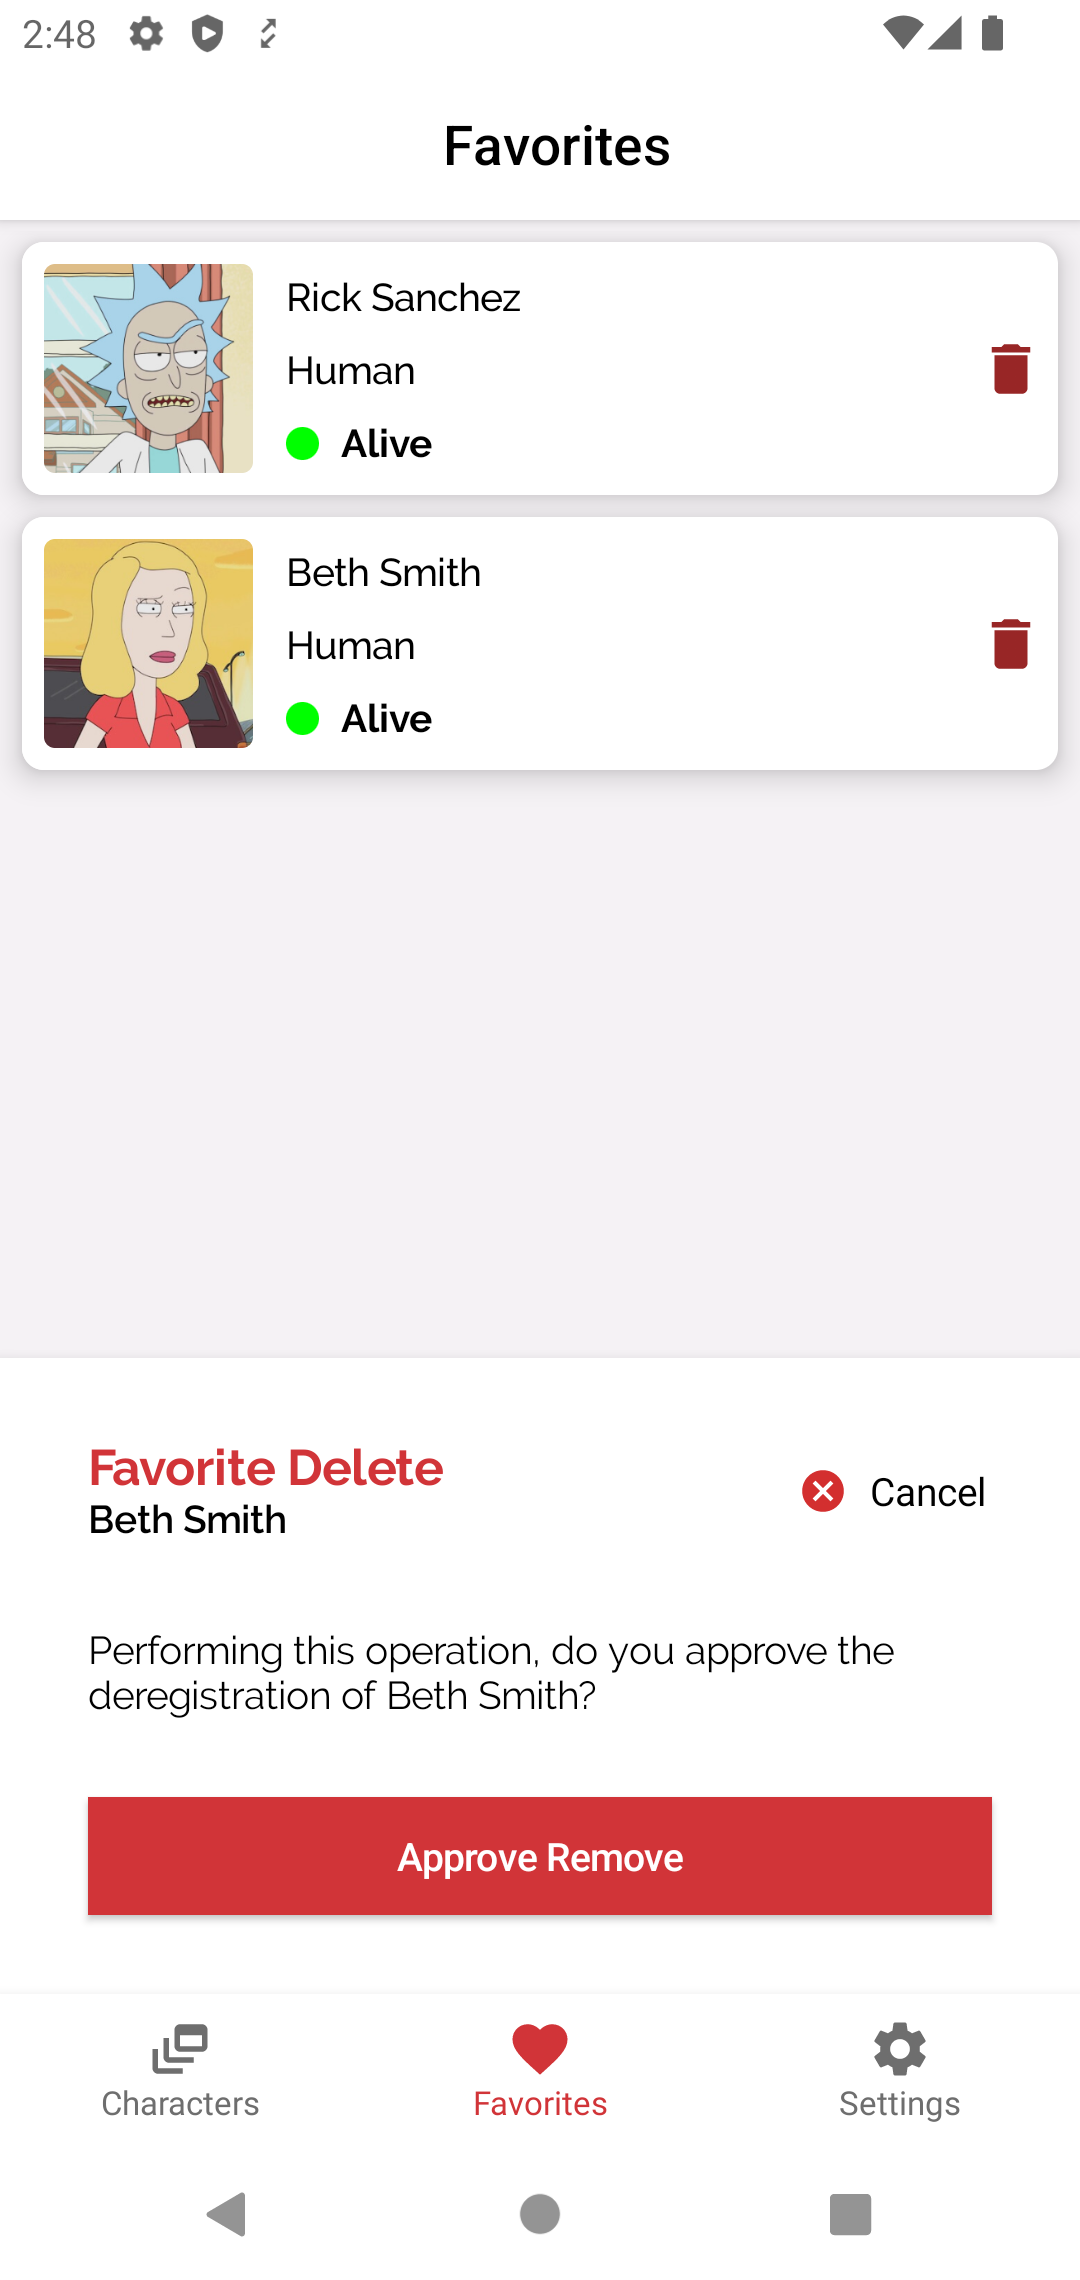 2:48
Favorites
Rick Sanchez
Human
Alive
Beth Smith
Human
Alive
Favorite Delete
Beth Smith
Cancel
Performing this operation, do you approve the
deregistration of Beth Smith?
Approve Remove
Characters
Favorites
Settings